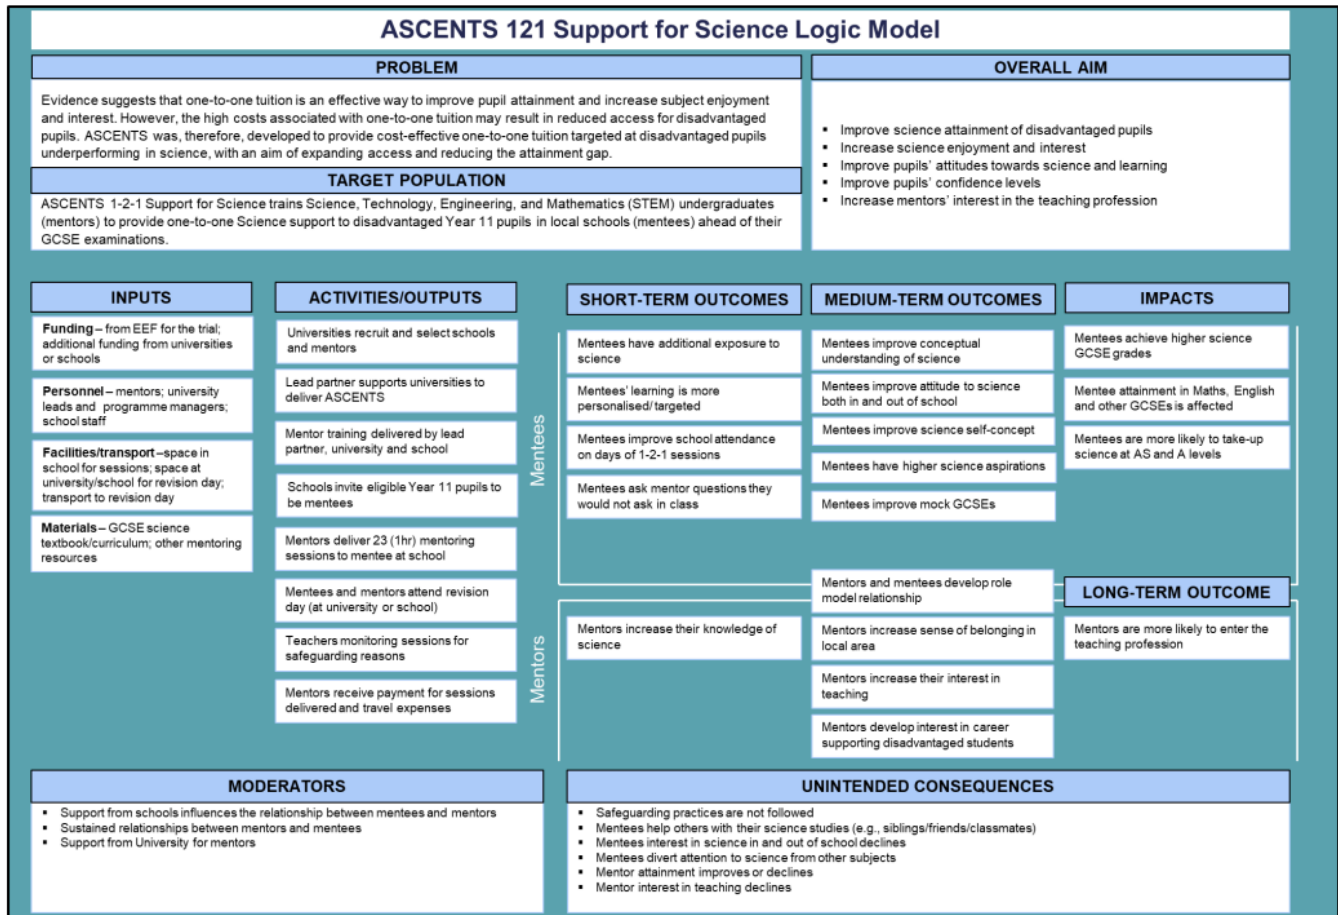 ASCENTS 121 Support for Science Logic Model
PROBLEM
Evidence suggests that one-to-one tuition is an effective way to improve pupil attainment and increase subject enjoyment
and interest. However, the high costs associated with one-to-one tuition may result in reduced access for disadvantaged
pupils. ASCENTS was, therefore, developed to provide cost-effective one-to-one tuition targeted at disadvantaged pupils
underperforming in science, with an aim of expanding access and reducing the attainment gap.
TARGET POPULATION
ASCENTS 1-2-1 Support for Science trains Science, Technology, Engineering, and Mathematics (STEM) undergraduates
(mentors) to provide one-to-one Science support to disadvantaged Year 11 pupils in local schools (mentees) ahead of their
GCSE examinations.
OVERALL AIM
▪ Improve science attainment of disadvantaged pupils
▪ Increase science enjoyment and interest
▪ Improve pupils' attitudes towards science and learning
▪ Improve pupils' confidence levels
▪ Increase mentors' interest in the teaching profession
INPUTS
Funding – from EEF for the trial;
additional funding from universities
or schools
Personnel – mentors; university
leads and programme managers;
school staff
Facilities/transport –space in
school for sessions; space at
university/school for revision day;
transport to revision day
Materials – GCSE science
textbook/curriculum; other mentoring
resources
ACTIVITIES/OUTPUTS
Universities recruit and select schools
and mentors
Lead partner supports universities to
deliver ASCENTS
Mentor training delivered by lead
partner, university and school
Schools invite eligible Year 11 pupils to
be mentees
Mentors deliver 23 (1hr) mentoring
sessions to mentee at school
Mentees and mentors attend revision
day (at university or school)
Teachers monitoring sessions for
safeguarding reasons
Mentors receive payment for sessions
delivered and travel expenses
Mentees
Mentors
SHORT-TERM OUTCOMES
Mentees have additional exposure to
science
Mentees' learning is more
personalised/targeted
Mentees improve school attendance
on days of 1-2-1 sessions
Mentees ask mentor questions they
would not ask in class
Mentors increase their knowledge of
science
MEDIUM-TERM OUTCOMES
Mentees improve conceptual
understanding of science
Mentees improve attitude to science
both in and out of school
Mentees improve science self-concept
Mentees have higher science aspirations
Mentees improve mock GCSEs
Mentors and mentees develop role
model relationship
Mentors increase sense of belonging in
local area
Mentors increase their interest in
teaching
Mentors develop interest in career
supporting disadvantaged students
IMPACTS
Mentees achieve higher science
GCSE grades
Mentee attainment in Maths, English
and other GCSEs is affected
Mentees are more likely to take-up
science at AS and A levels
LONG-TERM OUTCOME
Mentors are more likely to enter the
teaching profession
MODERATORS
▪ Support from schools influences the relationship between mentees and mentors
▪ Sustained relationships between mentors and mentees
▪ Support from University for mentors
UNINTENDED CONSEQUENCES
▪ Safeguarding practices are not followed
▪ Mentees help others with their science studies (e.g., siblings/friends/classmates)
▪ Mentees interest in science in and out of school declines
▪ Mentees divert attention to science from other subjects
▪ Mentor attainment improves or declines
▪ Mentor interest in teaching declines